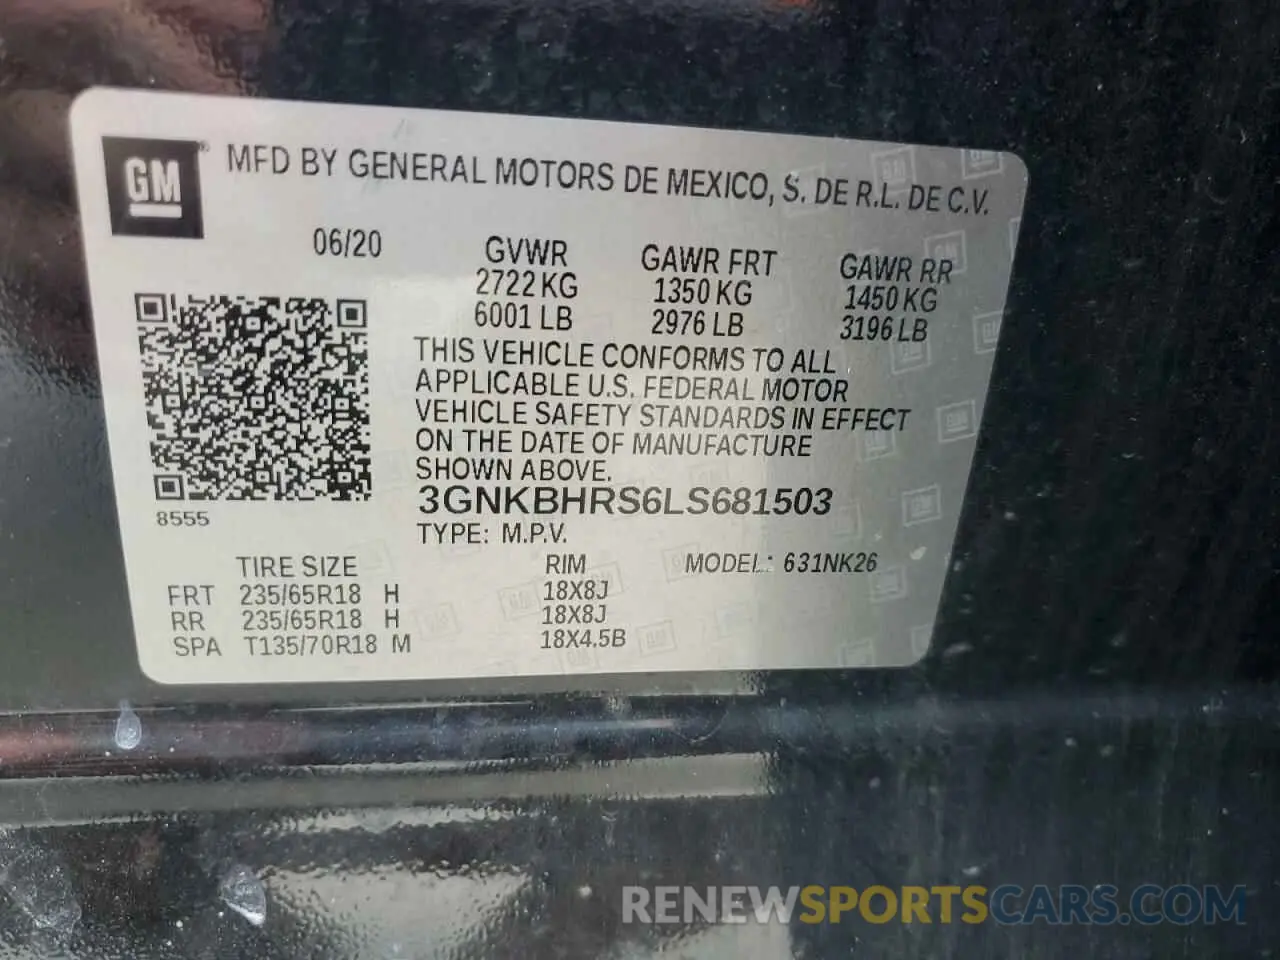 GM ® MFD BY GENERAL MOTORS DE MEXICO, S. DE R.L. DE C.V.
06/20 GVWR GAWR FRT GAWR RR
2722 KG 1350 KG 1450 KG
6001 LB 2976 LB 3196 LB
THIS VEHICLE CONFORMS TO ALL
APPLICABLE U.S. FEDERAL MOTOR
VEHICLE SAFETY STANDARDS IN EFFECT
ON THE DATE OF MANUFACTURE
SHOWN ABOVE.
3GNKBHRS6LS681503
8555
TYPE: M.P.V.
TIRE SIZE RIM MODEL: 631NK26
FRT 235/65R18 H 18X8J
RR 235/65R18 H 18X8J
SPA T135/70R18 M 18X4.5B
RENEWSPORTSCARS.COM